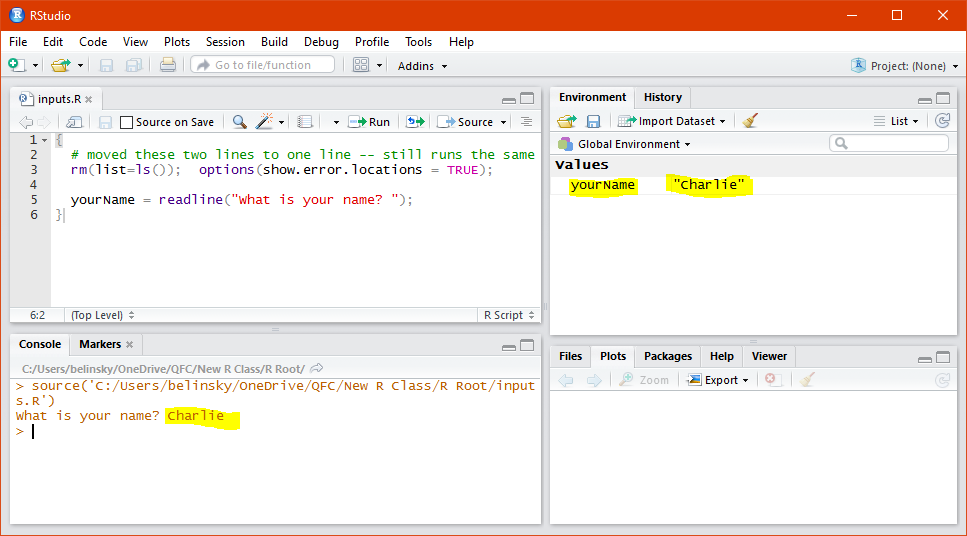 RStudio
File Edit Code View Plots Session Build Debug Profile Tools Help
Go to file/function Addins Project: (None)
inputs.R
Source on Save Run Source
1 {
2 # moved these two lines to one line -- still runs the same
3 rm(list=ls()); options(show.error.locations = TRUE);
4
5 yourName = readline("What is your name? ");
6 }
6:2 (Top Level) R Script
Console Markers
C:/Users/belinsky/OneDrive/QFC/New R Class/R Root/
> source('C:/Users/belinsky/OneDrive/QFC/New R Class/R Root/input
s.R')
What is your name? Charlie
>
Environment History
Import Dataset List
Global Environment
Values
yourName "Charlie"
Files Plots Packages Help Viewer
Zoom Export